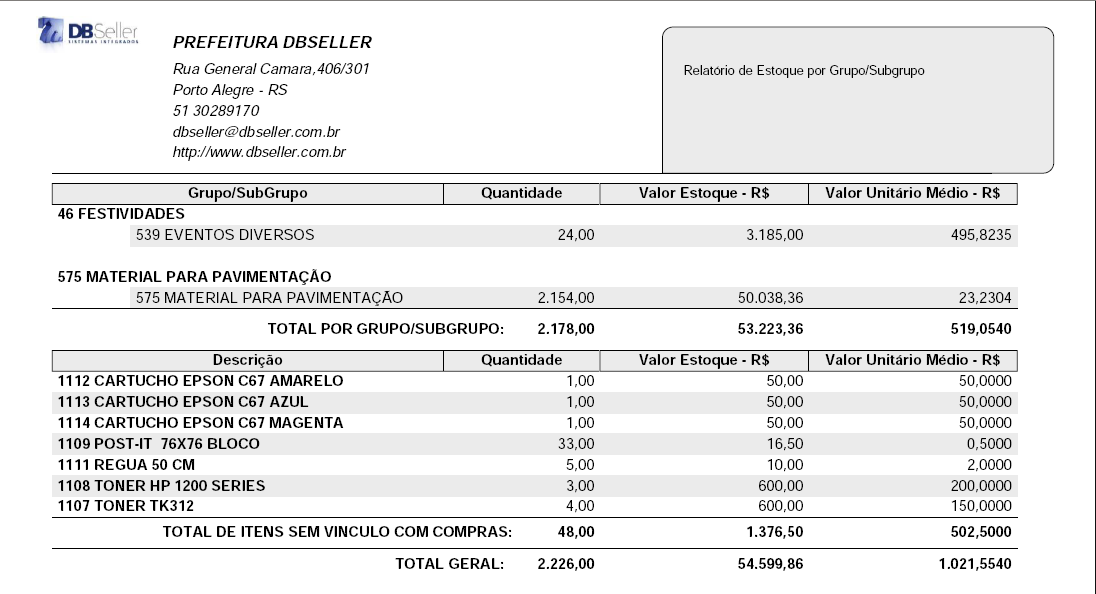 DBSeller
SISTEMAS INTEGRADOS
PREFEITURA DBSELLER
Rua General Camara,406/301
Porto Alegre - RS
51 30289170
dbseller@dbseller.com.br
http://www.dbseller.com.br
Relatório de Estoque por Grupo/Subgrupo
Grupo/SubGrupo Quantidade Valor Estoque - R$ Valor Unitário Médio - R$
46 FESTIVIDADES
539 EVENTOS DIVERSOS 24,00 3.185,00 495,8235
575 MATERIAL PARA PAVIMENTAÇÃO
575 MATERIAL PARA PAVIMENTAÇÃO 2.154,00 50.038,36 23,2304
TOTAL POR GRUPO/SUBGRUPO: 2.178,00 53.223,36 519,0540
Descrição Quantidade Valor Estoque - R$ Valor Unitário Médio - R$
1112 CARTUCHO EPSON C67 AMARELO 1,00 50,00 50,0000
1113 CARTUCHO EPSON C67 AZUL 1,00 50,00 50,0000
1114 CARTUCHO EPSON C67 MAGENTA 1,00 50,00 50,0000
1109 POST-IT 76X76 BLOCO 33,00 16,50 0,5000
1111 REGUA 50 CM 5,00 10,00 2,0000
1108 TONER HP 1200 SERIES 3,00 600,00 200,0000
1107 TONER TK312 4,00 600,00 150,0000
TOTAL DE ITENS SEM VINCULO COM COMPRAS: 48,00 1.376,50 502,5000
TOTAL GERAL: 2.226,00 54.599,86 1.021,5540